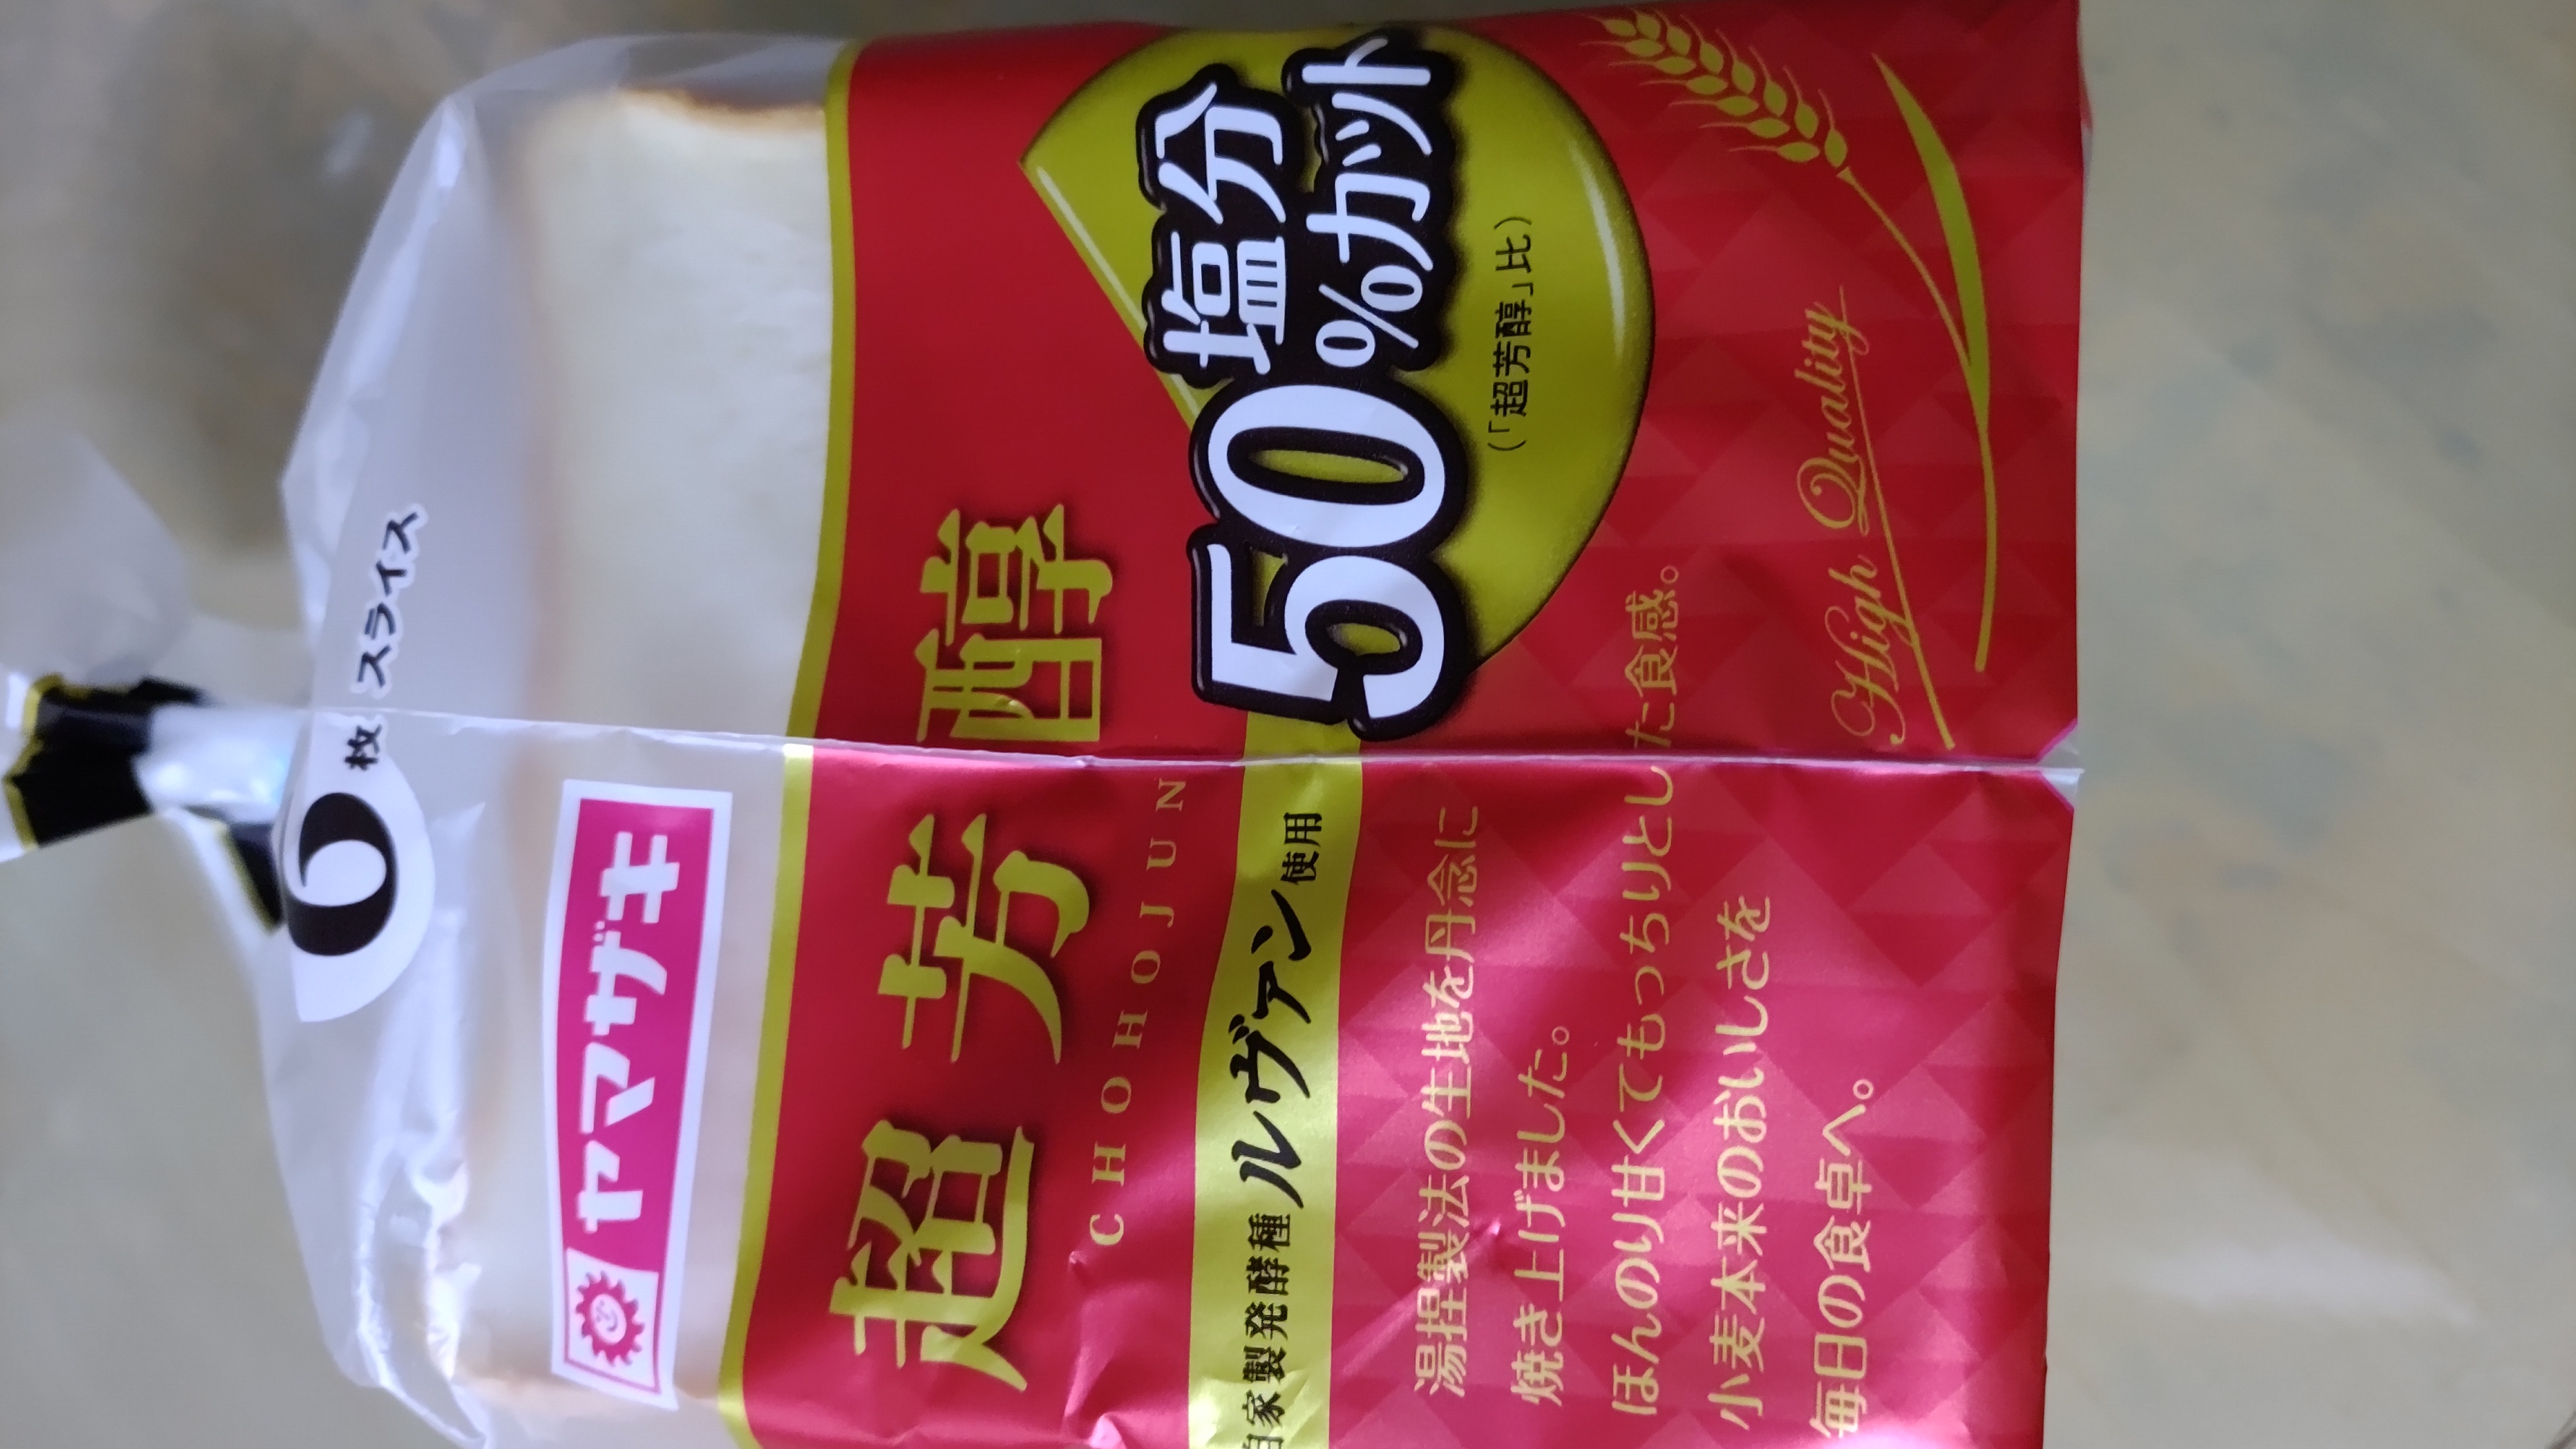 6枚スライス
ヤマザキ
超芳醇
CHOHOJUN
塩分
50%カット
(「超芳醇」比)
自家製発酵種 ルヴァン使用
湯捏製法の生地を丹念に
焼き上げました。
ほんのり甘くてもっちりとした食感。
小麦本来のおいしさを
毎日の食卓へ。
High Quality